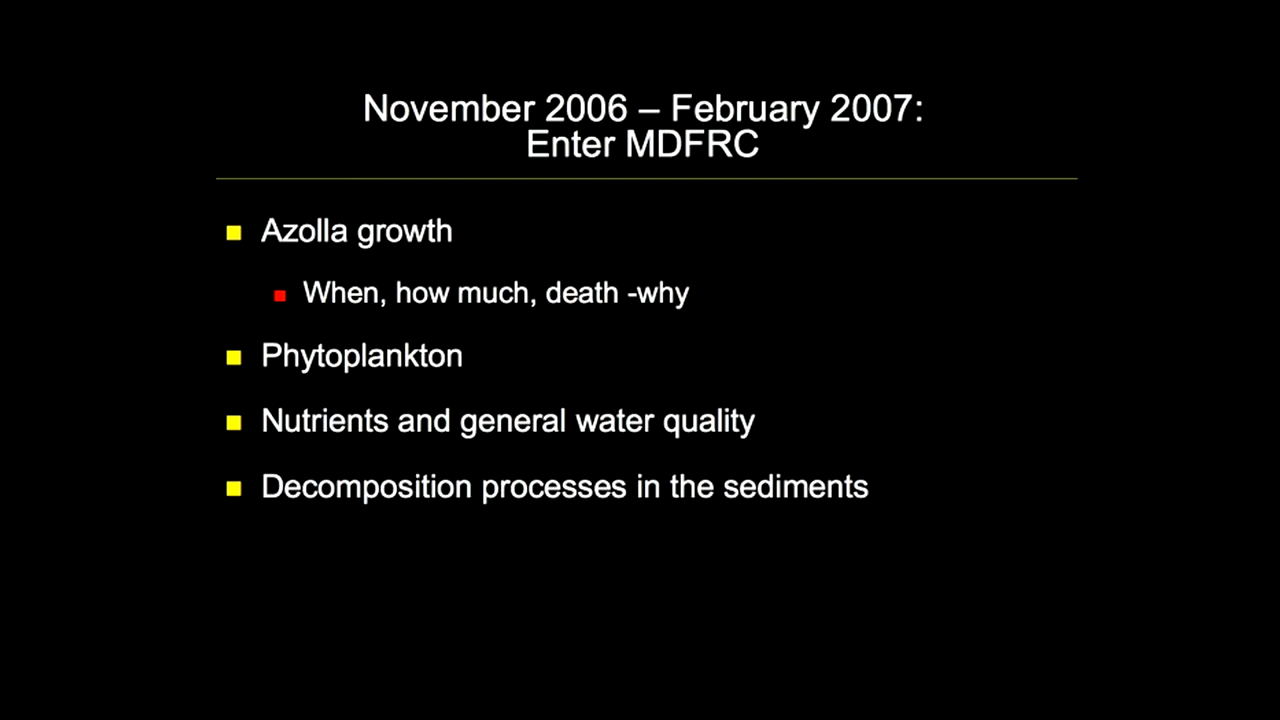 November 2006 – February 2007:
Enter MDFRC
Azolla growth
When, how much, death -why
Phytoplankton
Nutrients and general water quality
Decomposition processes in the sediments